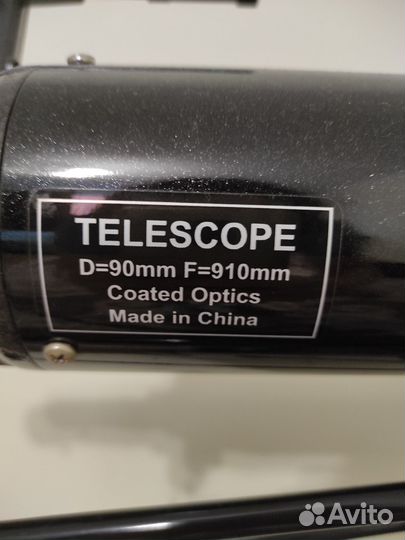 TELESCOPE
D=90mm F=910mm
Coated Optics
Made in China
Avito